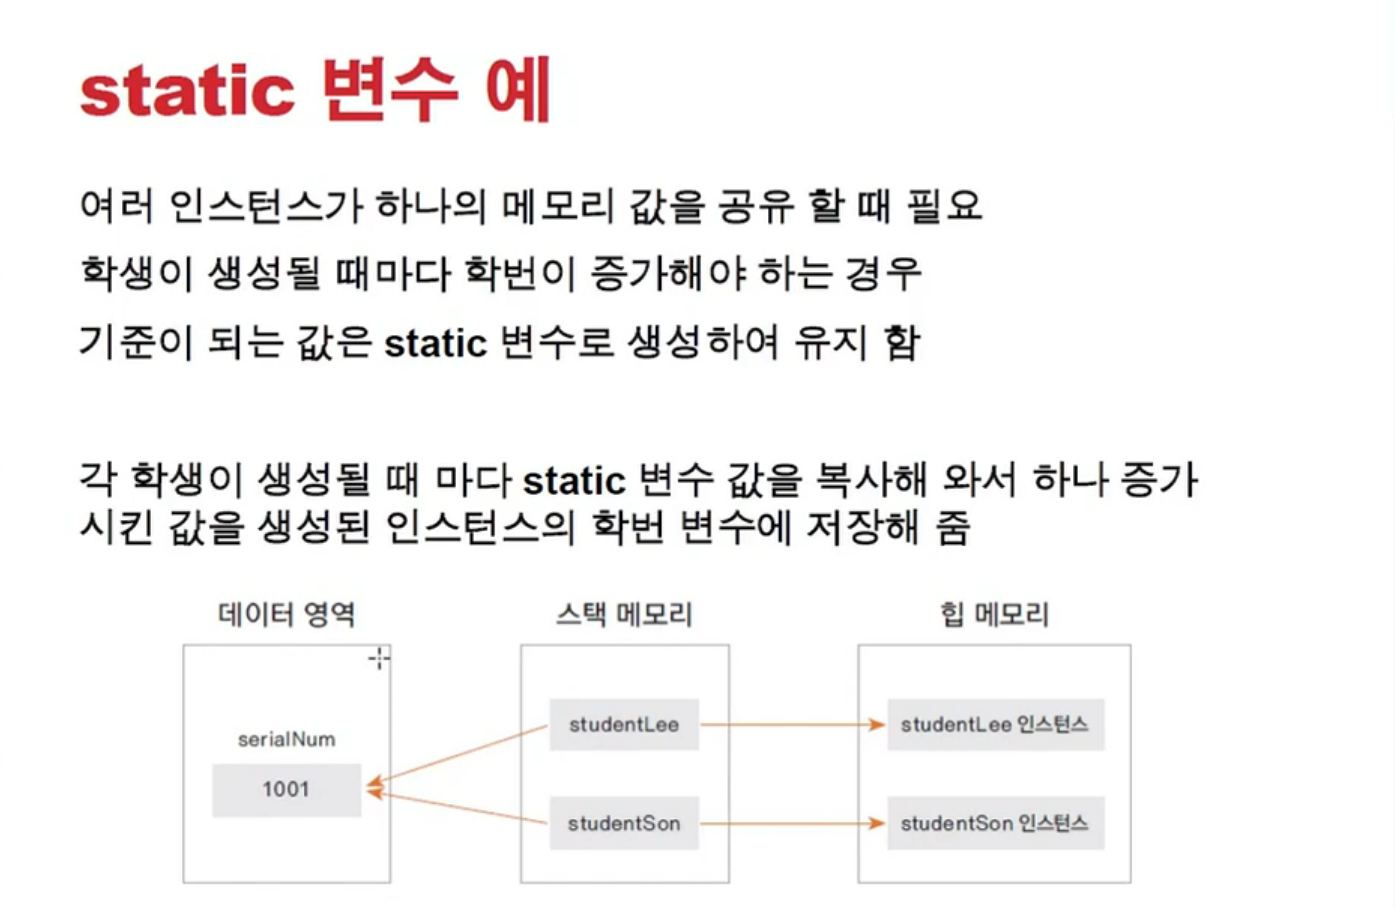 static 변수 예
여러 인스턴스가 하나의 메모리 값을 공유 할 때 필요
학생이 생성될 때마다 학번이 증가해야 하는 경우
기준이 되는 값은 static 변수로 생성하여 유지 함
각 학생이 생성될 때 마다 static 변수 값을 복사해 와서 하나 증가
시킨 값을 생성된 인스턴스의 학번 변수에 저장해 줌
데이터 영역
스택 메모리
힙 메모리
serialNum
1001
studentLee
studentSon
studentLee 인스턴스
studentSon 인스턴스